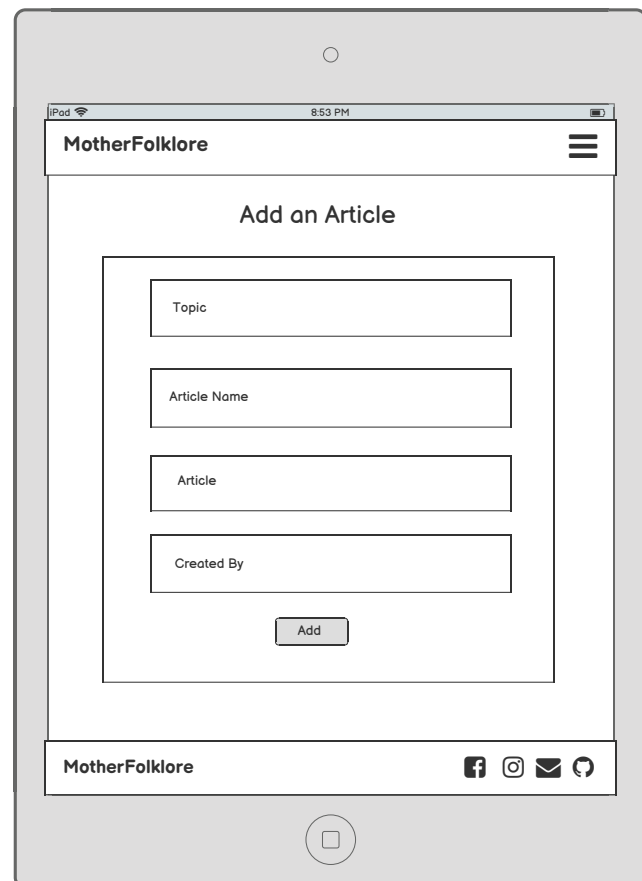 iPad 8:53 PM
MotherFolklore
Add an Article
Topic
Article Name
Article
Created By
Add
MotherFolklore